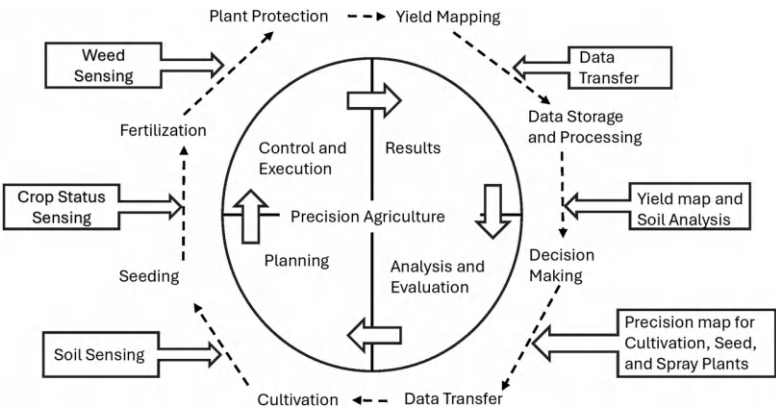 Plant Protection
Yield Mapping
Weed
Sensing
Data
Transfer
Fertilization
Data Storage
and Processing
Control and
Execution
Results
Crop Status
Sensing
Precision Agriculture
Yield map and
Soil Analysis
Seeding
Planning
Analysis and
Evaluation
Decision
Making
Soil Sensing
Precision map for
Cultivation, Seed,
and Spray Plants
Cultivation
Data Transfer